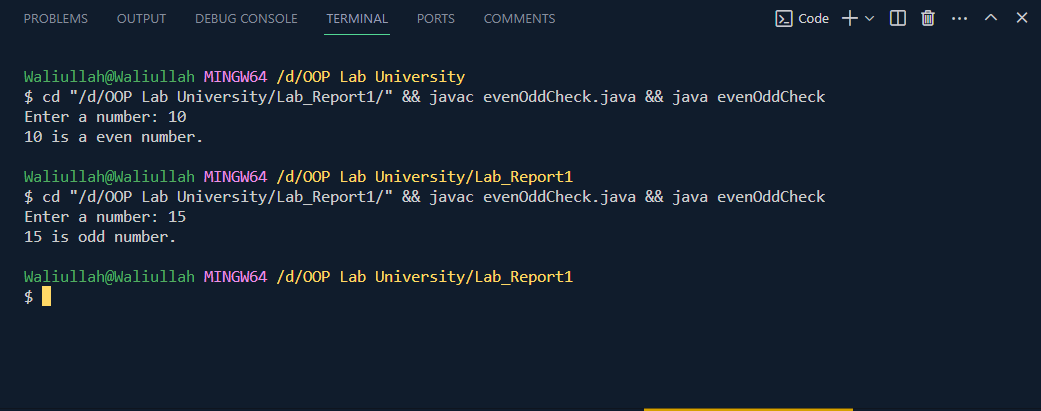 PROBLEMS OUTPUT DEBUG CONSOLE TERMINAL PORTS COMMENTS Code
Waliullah@Waliullah MINGW64 /d/OOP Lab University
$ cd "/d/OOP Lab University/Lab_Report1/" && javac evenOddCheck.java && java evenOddCheck
Enter a number: 10
10 is a even number.
Waliullah@Waliullah MINGW64 /d/OOP Lab University/Lab_Report1
$ cd "/d/OOP Lab University/Lab_Report1/" && javac evenOddCheck.java && java evenOddCheck
Enter a number: 15
15 is odd number.
Waliullah@Waliullah MINGW64 /d/OOP Lab University/Lab_Report1
$